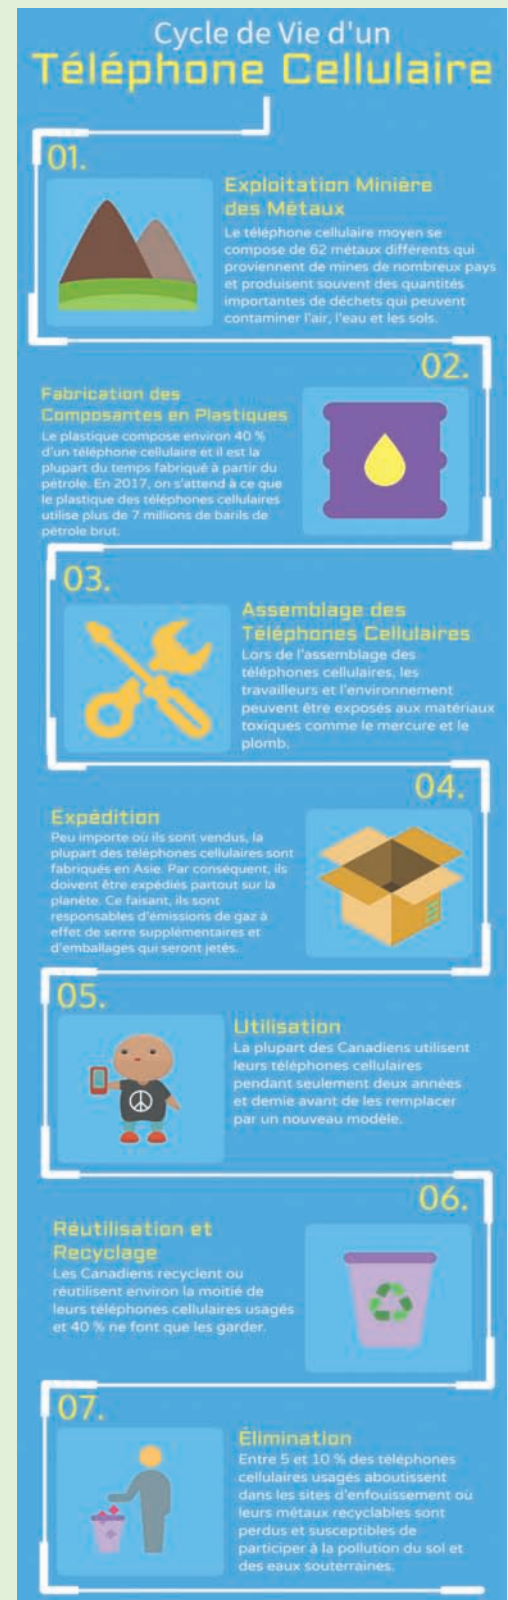 Cycle de Vie d'un
Téléphone Cellulaire
01.
Exploitation Minière
des Métaux
Le téléphone cellulaire moyen se
compose de 62 métaux différents qui
proviennent de mines de nombreux pays
et produisent souvent des quantités
importantes de déchets qui peuvent
contaminer l'air, l'eau et les sols.
02.
Fabrication des
Composantes en Plastiques
Le plastique compose environ 40 %
d'un téléphone cellulaire et il est la
plupart du temps fabriqué à partir du
pétrole. En 2017, on s'attend à ce que
le plastique des téléphones cellulaires
utilise plus de 7 millions de barils de
pétrole brut.
03.
Assemblage des
Téléphones Cellulaires
Lors de l'assemblage des
téléphones cellulaires, les
travailleurs et l'environnement
peuvent être exposés aux matériaux
toxiques comme le mercure et le
plomb.
04.
Expédition
Peu importe où ils sont vendus, la
plupart des téléphones cellulaires sont
fabriqués en Asie. Par conséquent, ils
doivent être expédiés partout sur la
planète. Ce faisant, ils sont
responsables d'émissions de gaz à
effet de serre supplémentaires et
d'emballages qui seront jetés.
05.
Utilisation
La plupart des Canadiens utilisent
leurs téléphones cellulaires
pendant seulement deux années
et demie avant de les remplacer
par un nouveau modèle.
06.
Réutilisation et
Recyclage
Les Canadiens recyclent ou
réutilisent environ la moitié de
leurs téléphones cellulaires usagés
et 40 % ne font que les garder.
07.
Élimination
Entre 5 et 10 % des téléphones
cellulaires usagés aboutissent
dans les sites d'enfouissement où
leurs métaux recyclables sont
perdus et susceptibles de
participer à la pollution du sol et
des eaux souterraines.